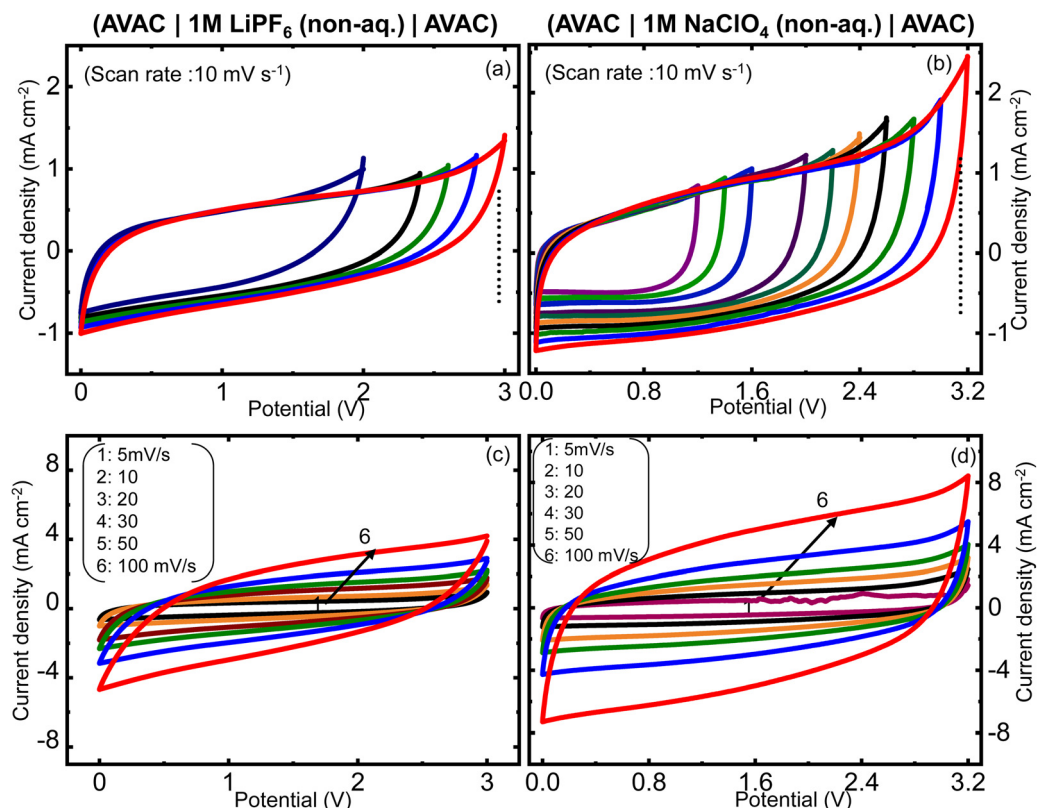 (AVAC | 1M LiPF₆ (non-aq.) | AVAC)
(AVAC | 1M NaClO₄ (non-aq.) | AVAC)
(Scan rate :10 mV s⁻¹)
(a)
2
1
0
-1
Current density (mA cm⁻²)
0
1
2
3
Potential (V)
(Scan rate :10 mV s⁻¹)
(b)
2
1
0
-1
Current density (mA cm⁻²)
0.0
0.8
1.6
2.4
3.2
Potential (V)
1: 5mV/s
2: 10
3: 20
4: 30
5: 50
6: 100 mV/s
(c)
6
1
8
4
0
-4
-8
Current density (mA cm⁻²)
0
1
2
3
Potential (V)
1: 5mV/s
2: 10
3: 20
4: 30
5: 50
6: 100 mV/s
(d)
6
1
8
4
0
-4
-8
Current density (mA cm⁻²)
0.0
0.8
1.6
2.4
3.2
Potential (V)